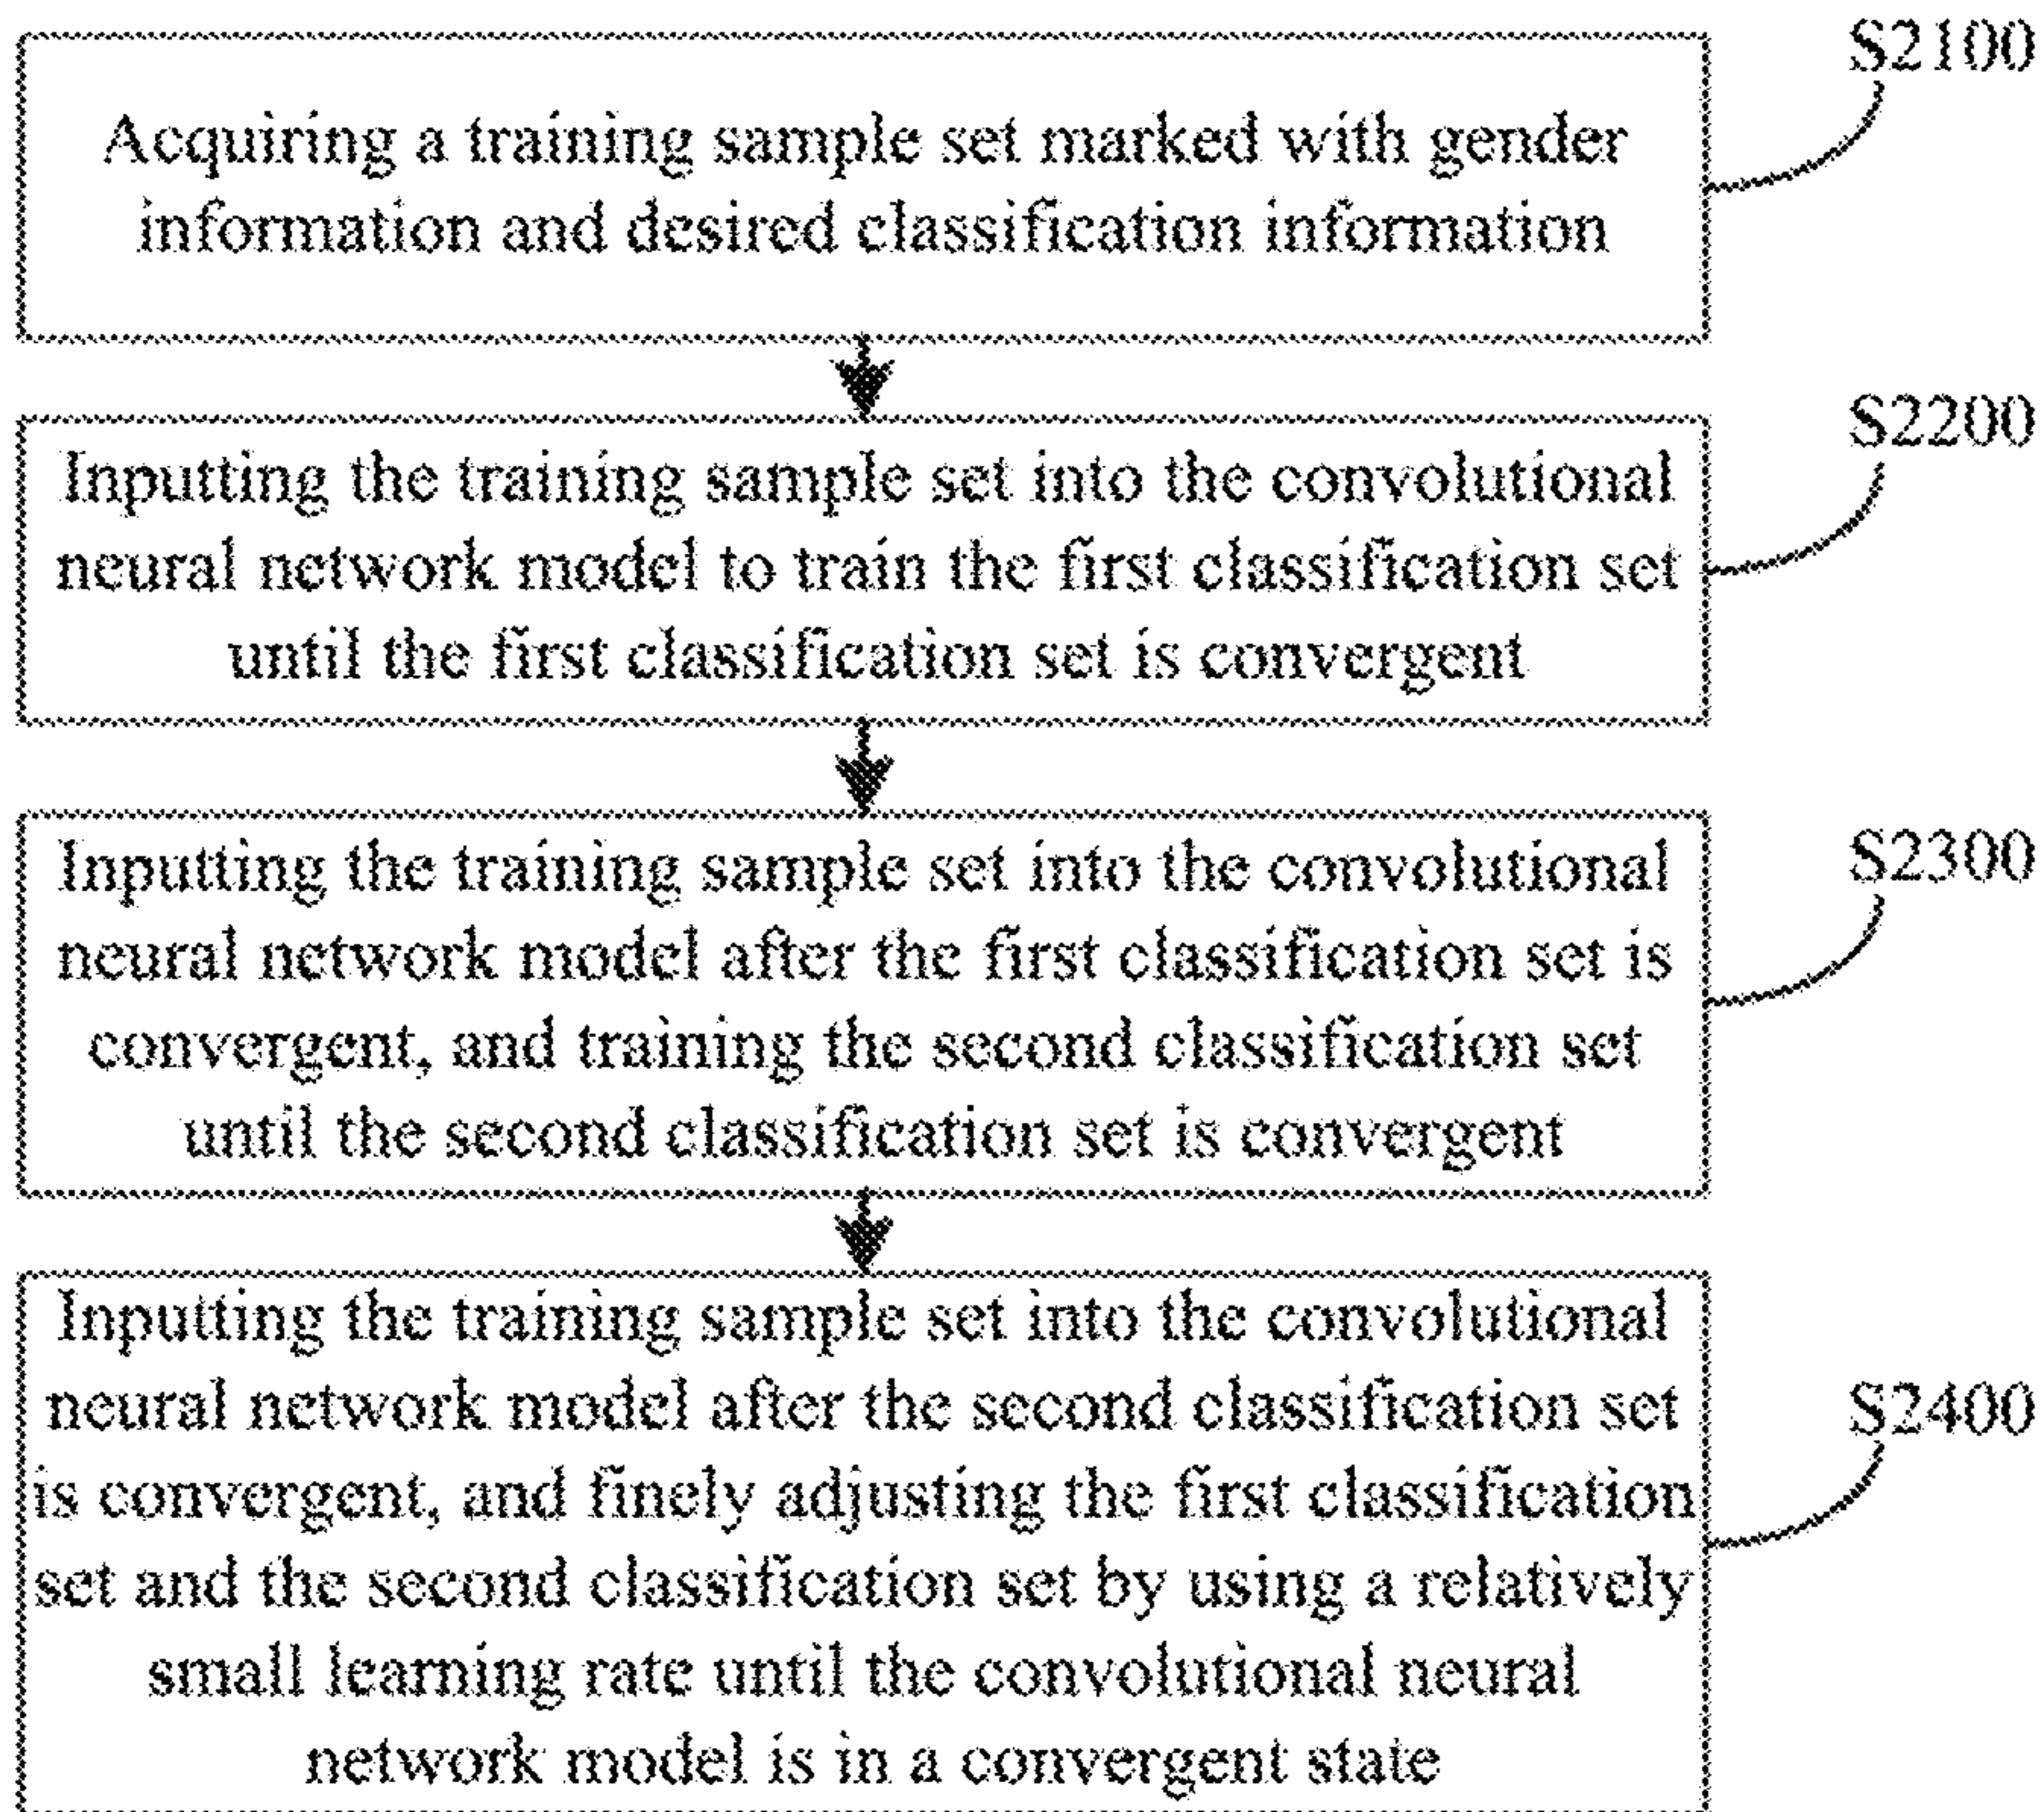 S2100
Acquiring a training sample set marked with gender
information and desired classification information
S2200
Inputting the training sample set into the convolutional
neural network model to train the first classification set
until the first classification set is convergent
S2300
Inputting the training sample set into the convolutional
neural network model after the first classification set is
convergent, and training the second classification set
until the second classification set is convergent
S2400
Inputting the training sample set into the convolutional
neural network model after the second classification set
is convergent, and finely adjusting the first classification
set and the second classification set by using a relatively
small learning rate until the convolutional neural
network model is in a convergent state